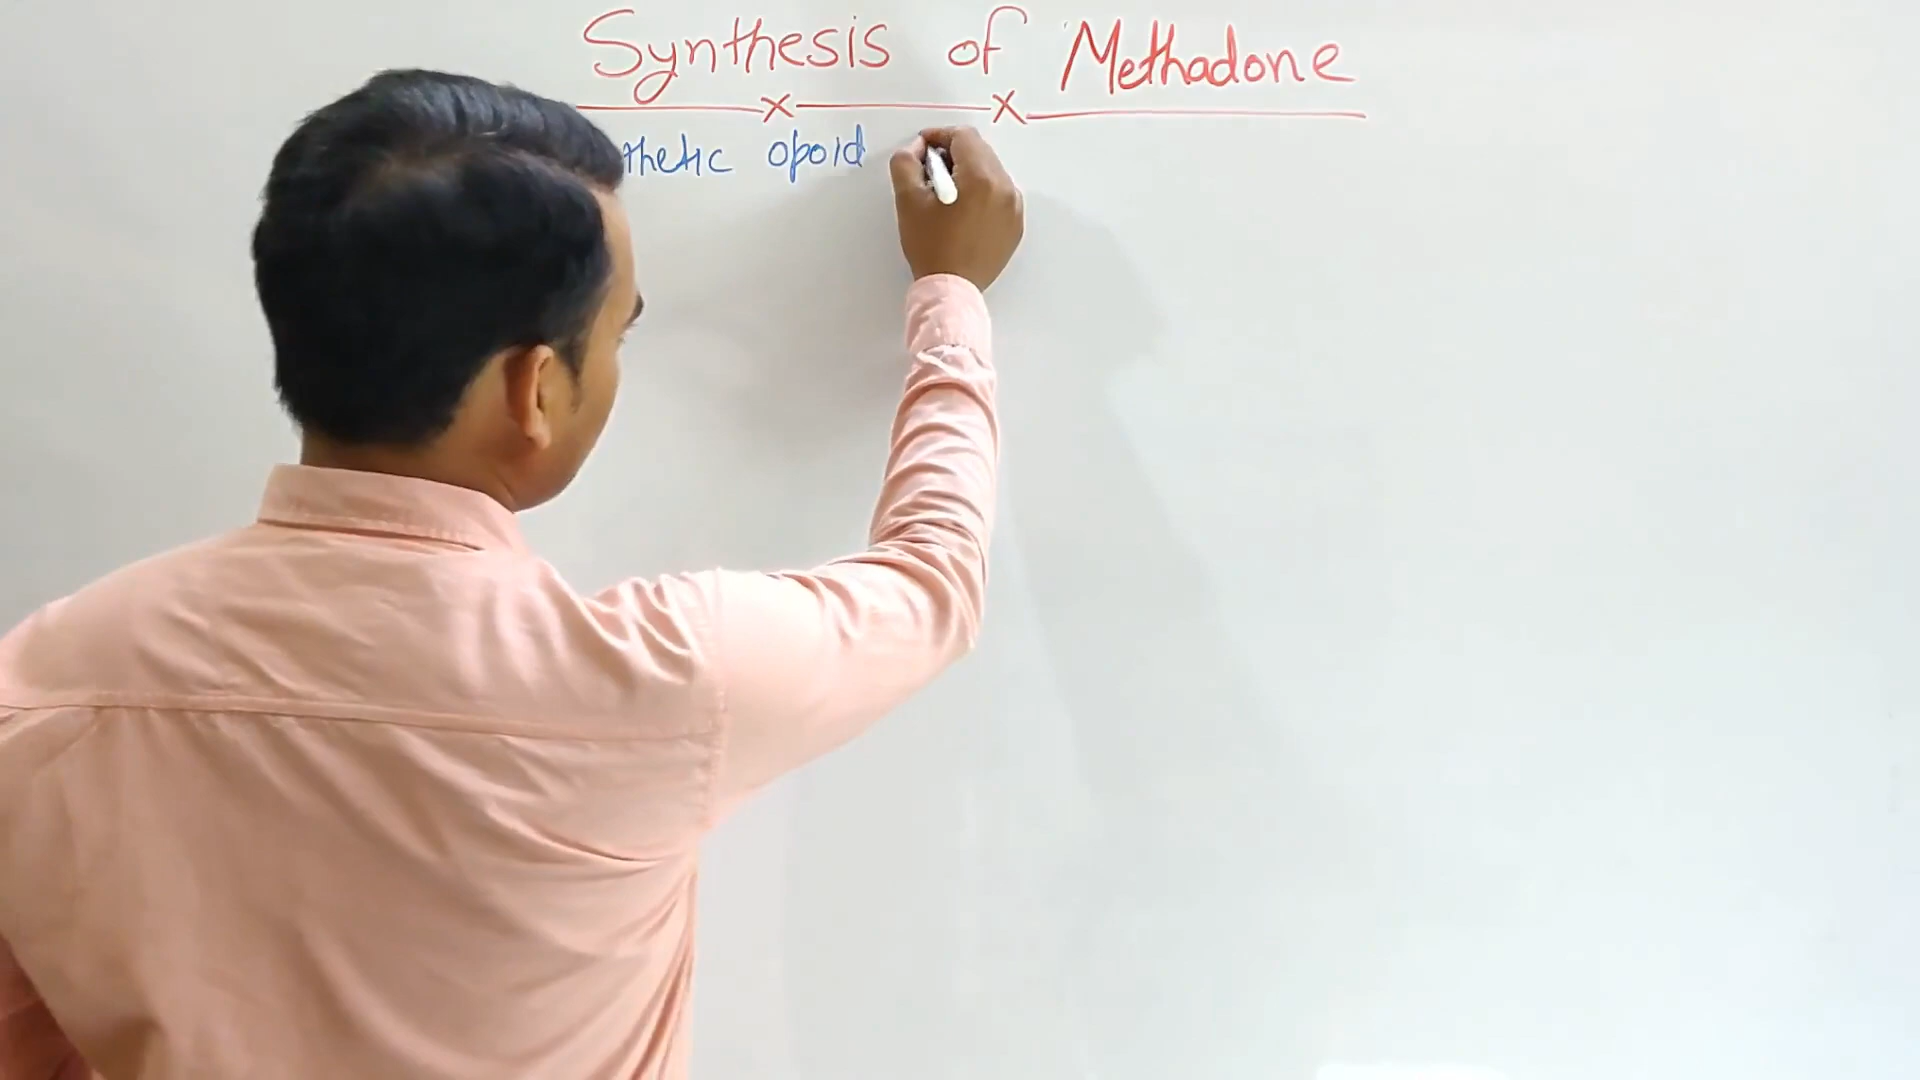 Synthesis of Methadone
thetic opoid